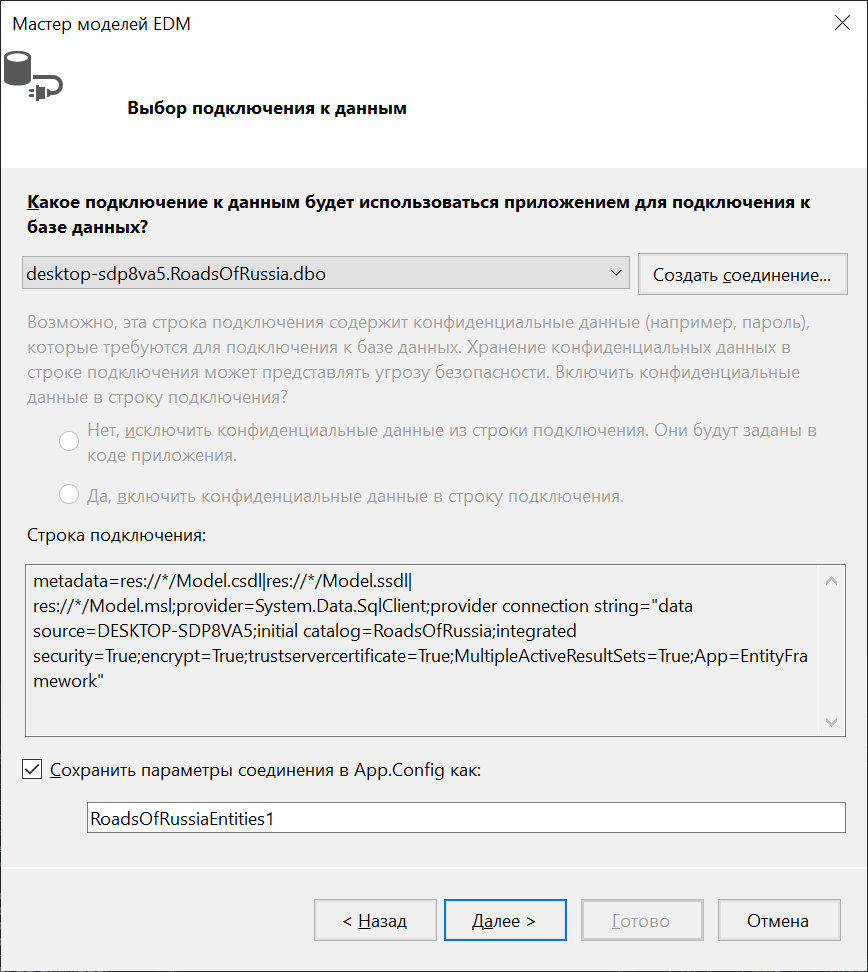 Мастер моделей EDM
Выбор подключения к данным
Какое подключение к данным будет использоваться приложением для подключения к
базе данных?
desktop-sdp8va5.RoadsOfRussia.dbo
Создать соединение...
Возможно, эта строка подключения содержит конфиденциальные данные (например, пароль),
которые требуются для подключения к базе данных. Хранение конфиденциальных данных в
строке подключения может представлять угрозу безопасности. Включить конфиденциальные
данные в строку подключения?
Нет, исключить конфиденциальные данные из строки подключения. Они будут заданы в
коде приложения.
Да, включить конфиденциальные данные в строку подключения.
Строка подключения:
metadata=res://*/Model.csdl|res://*/Model.ssdl|
res://*/Model.msl;provider=System.Data.SqlClient;provider connection string="data
source=DESKTOP-SDP8VA5;initial catalog=RoadsOfRussia;integrated
security=True;encrypt=True;trustservercertificate=True;MultipleActiveResultSets=True;App=EntityFra
mework"
Сохранить параметры соединения в App.Config как:
RoadsOfRussiaEntities1
< Назад
Далее >
Готово
Отмена